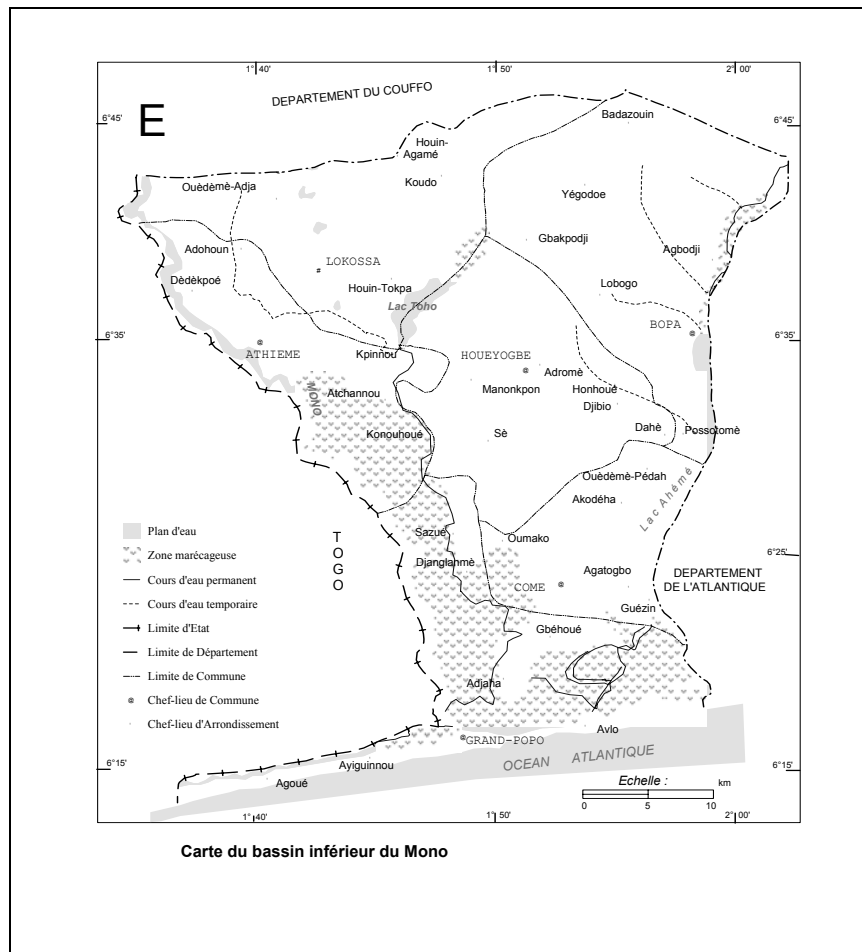 1° 40'
1° 50'
2° 00'
DEPARTEMENT DU COUFFO
6°45'
E
Badazouin
6°45'
Houin-
Agamé
Koudo
Ouèdèmè-Adja
Yégodoe
Gbakpodji
Agbodji
Adohoun
LOKOSSA
Dèdèkpoé
Houin-Tokpa
Lobogo
Lac Toho
BOPA
6°35'
6°35'
ATHIEME
Kpinnou
HOUEYOGBE
Adromè
MONO
Atchannou
Manonkpon
Honhoué
Djibio
Konouhoué
Sè
Dahè
Possotomè
Ouèdèmè-Pédah
Akodéha
Lac Ahémé
Plan d'eau
Zone marécageuse
Cours d'eau permanent
Cours d'eau temporaire
Limite d'Etat
Limite de Département
Limite de Commune
Chef-lieu de Commune
Chef-lieu d'Arrondissement
T
O
G
O
Sazué
Oumako
Djanglanmè
6°25'
Agatogbo
COME
DEPARTEMENT
DE L'ATLANTIQUE
Guézin
Gbéhoué
Adjaha
Avlo
GRAND-POPO
OCEAN ATLANTIQUE
6°15'
6°15'
Ayiguinnou
Agoué
Echelle :
km
0 5 10
1° 40'
1° 50'
2° 00'
Carte du bassin inférieur du Mono